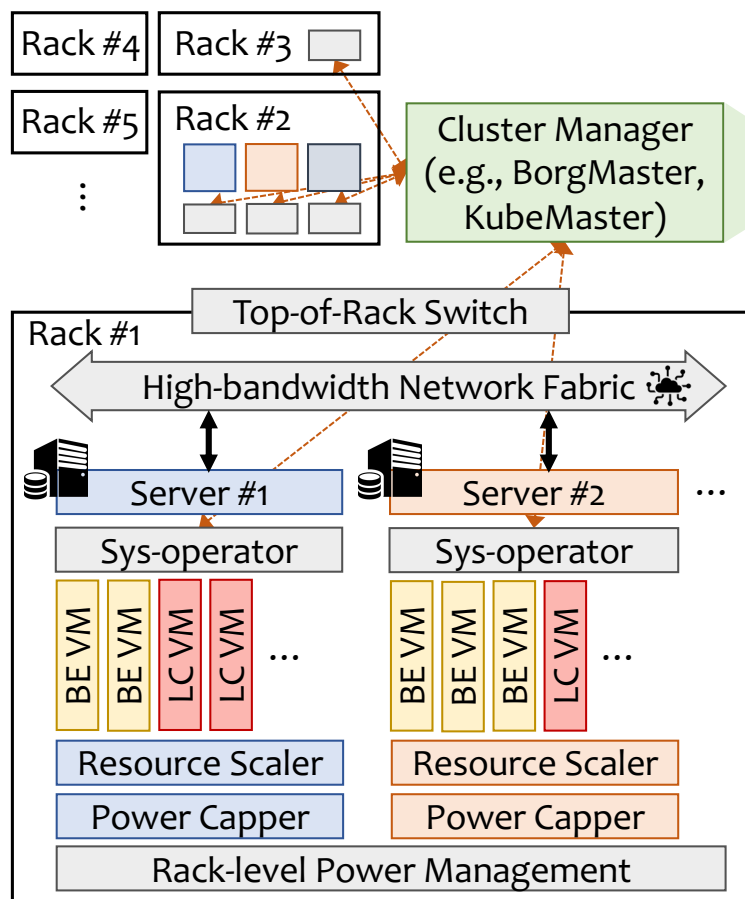 Rack #4
Rack #3
Rack #5
Rack #2
⋮
Cluster Manager
(e.g., BorgMaster,
KubeMaster)
Top-of-Rack Switch
Rack #1
High-bandwidth Network Fabric
Server #1
Server #2
...
Sys-operator
Sys-operator
BE VM
BE VM
LC VM
LC VM
...
BE VM
BE VM
BE VM
LC VM
...
Resource Scaler
Resource Scaler
Power Capper
Power Capper
Rack-level Power Management